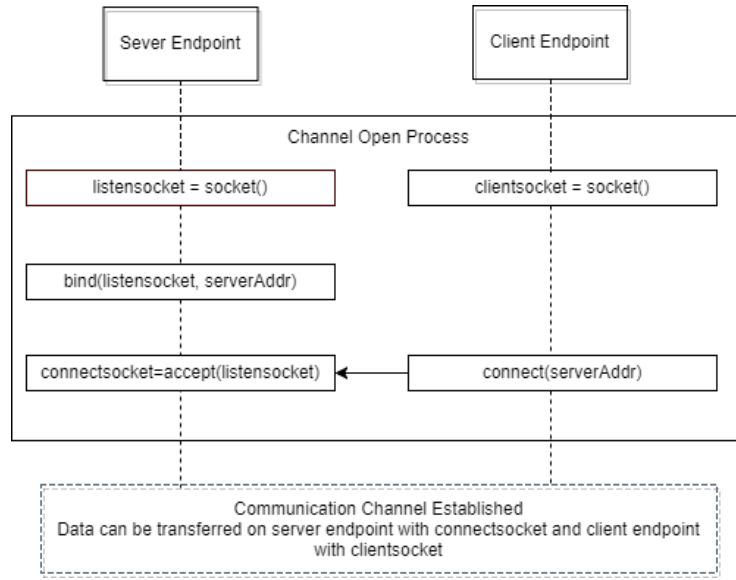 Sever Endpoint
Client Endpoint
Channel Open Process
listensocket = socket()
clientsocket = socket()
bind(listensocket, serverAddr)
connectsocket=accept(listensocket)
connect(serverAddr)
Communication Channel Established
Data can be transferred on server endpoint with connectsocket and client endpoint
with clientsocket